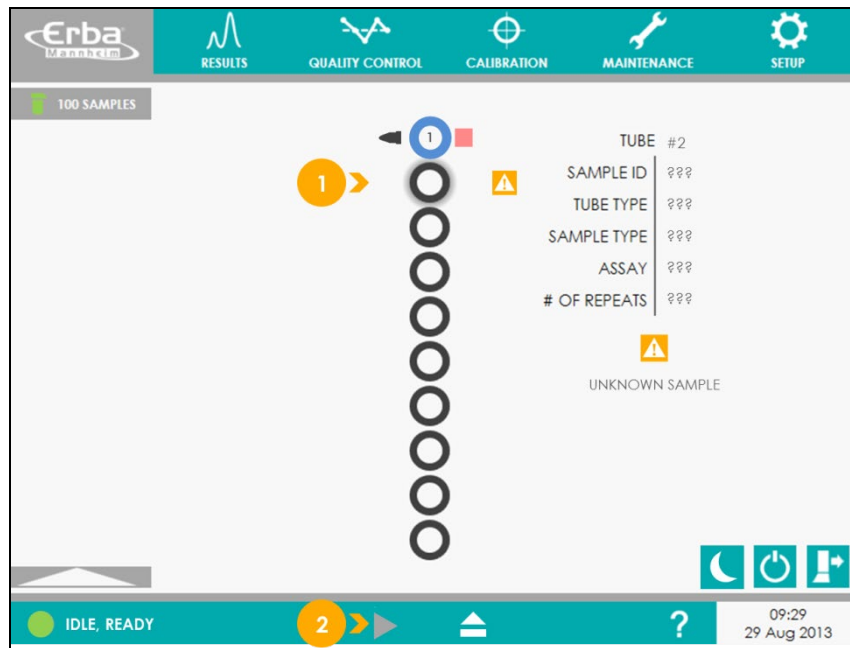 Erba
Mannheim
RESULTS
QUALITY CONTROL
CALIBRATION
MAINTENANCE
SETUP
100 SAMPLES
1
TUBE #2
1
SAMPLE ID ???
TUBE TYPE ???
SAMPLE TYPE ???
ASSAY ???
# OF REPEATS ???
UNKNOWN SAMPLE
IDLE, READY
2
?
09:29
29 Aug 2013